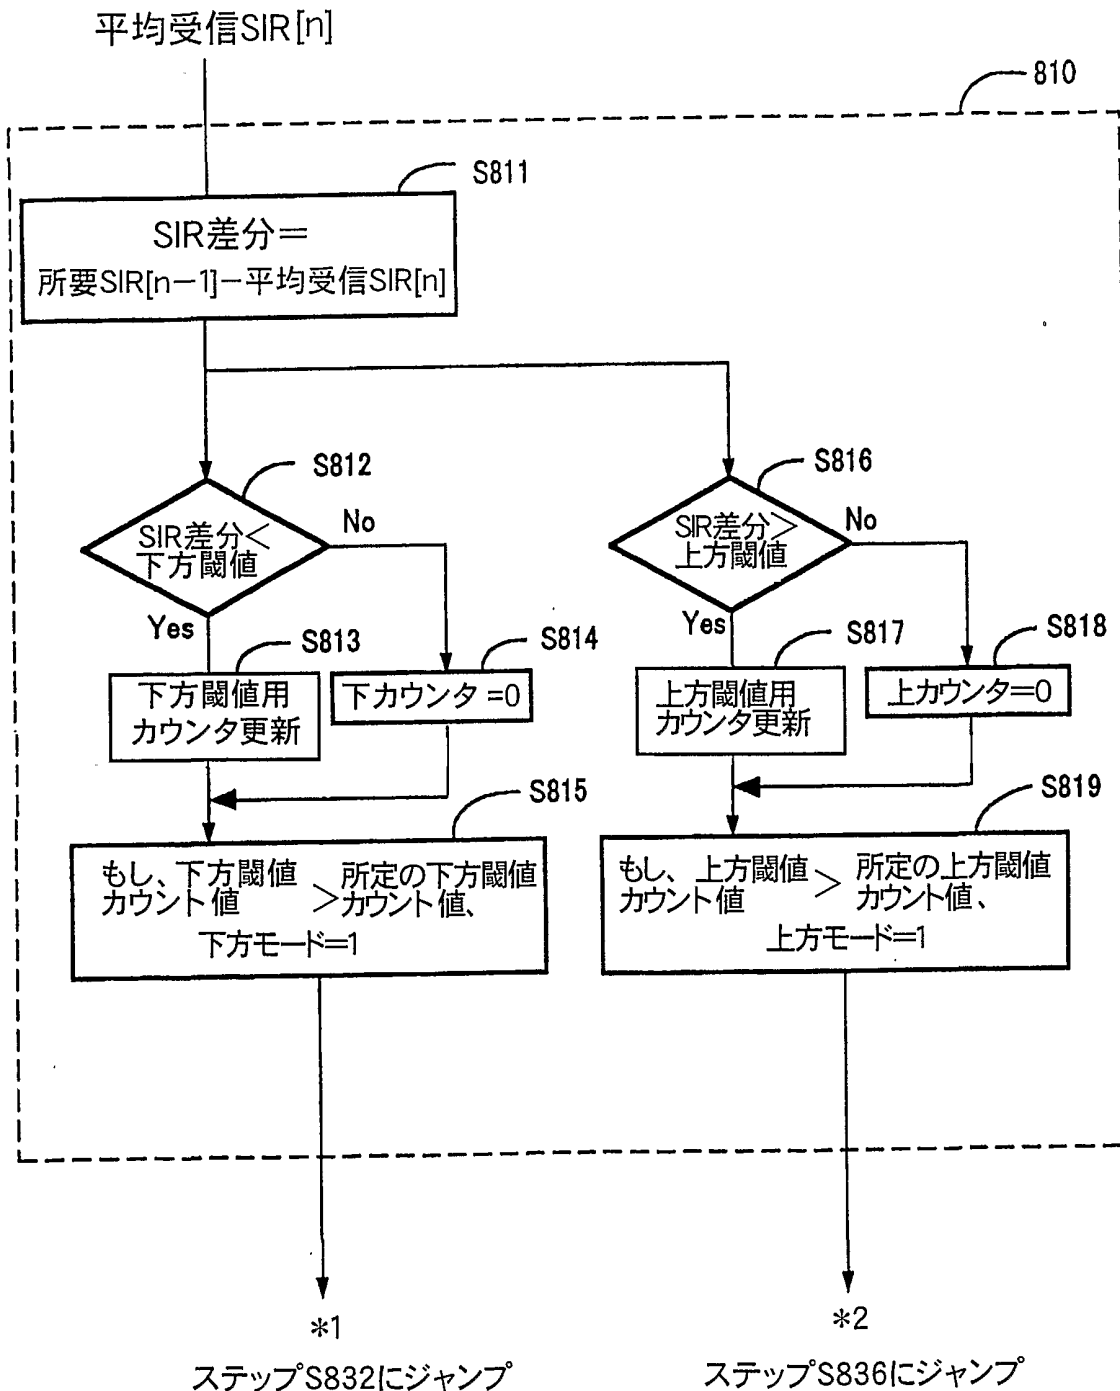 平均受信SIR[n]
810
S811
SIR差分＝
所要SIR[n−1]−平均受信SIR[n]
S812
SIR差分＜
下方閾値
No
Yes
S813
下方閾値用
カウンタ更新
S814
下カウンタ＝0
S815
もし、下方閾値
カウント値
＞
所定の下方閾値
カウント値、
下方モード＝1
S816
SIR差分＞
上方閾値
No
Yes
S817
上方閾値用
カウンタ更新
S818
上カウンタ＝0
S819
もし、上方閾値
カウント値
＞
所定の上方閾値
カウント値、
上方モード＝1
＊1
ステップS832にジャンプ
＊2
ステップS836にジャンプ